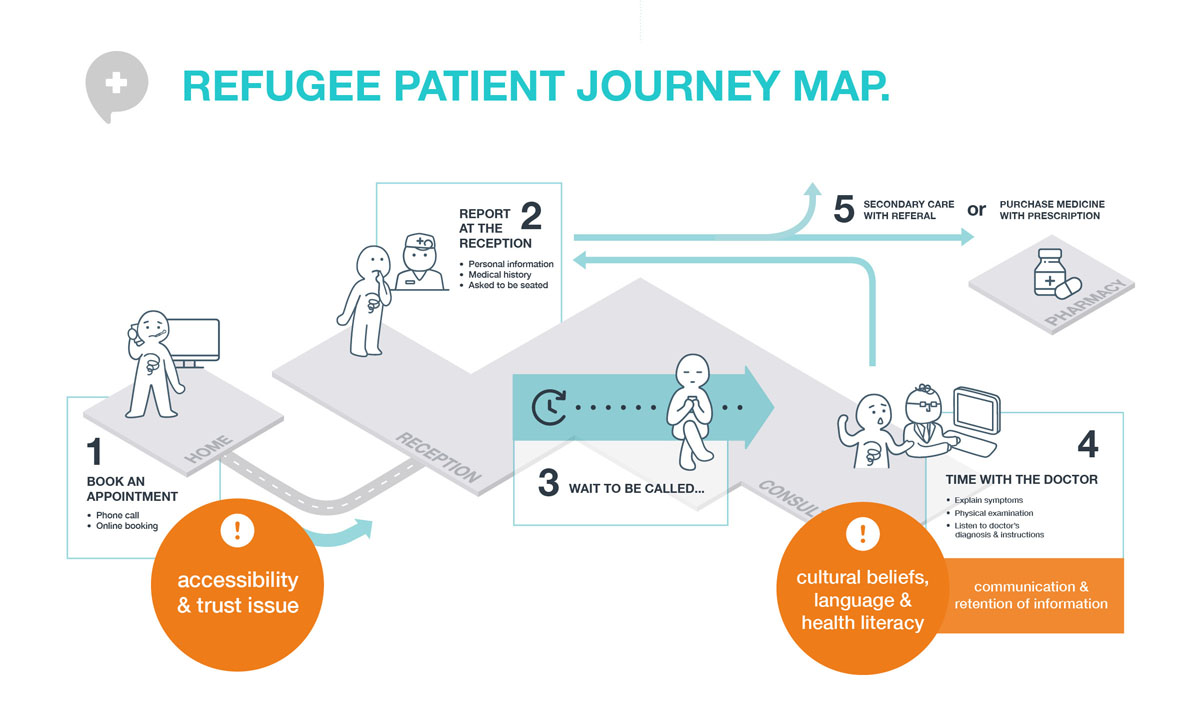 REFUGEE PATIENT JOURNEY MAP.
1
BOOK AN
APPOINTMENT
• Phone call
• Online booking
HOME
accessibility
& trust issue
2
REPORT
AT THE
RECEPTION
• Personal information
• Medical history
• Asked to be seated
RECEPTION
3 WAIT TO BE CALLED...
4
TIME WITH THE DOCTOR
• Explain symptoms
• Physical examination
• Listen to doctor's
diagnosis & instructions
CONSUL
cultural beliefs,
language &
health literacy
communication &
retention of information
5 SECONDARY CARE
WITH REFERAL
or
PURCHASE MEDICINE
WITH PRESCRIPTION
PHARMACY